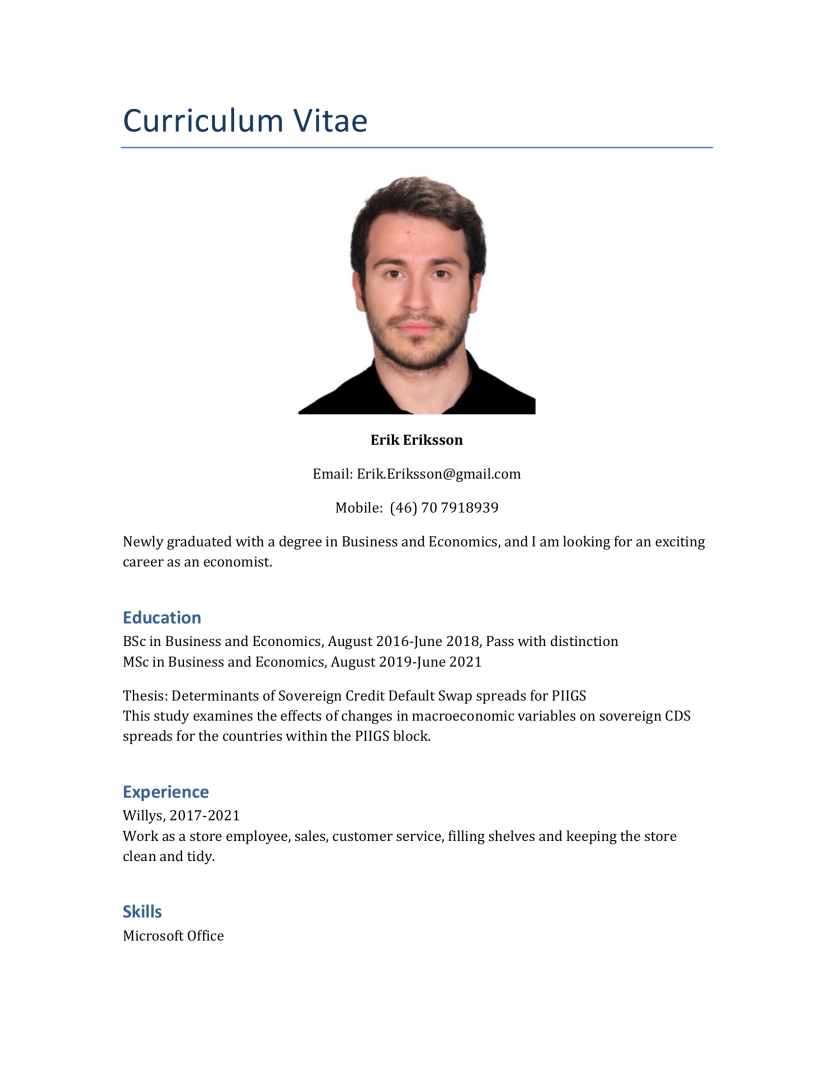 Curriculum Vitae
Erik Eriksson
Email: Erik.Eriksson@gmail.com
Mobile:  (46) 70 7918939
Newly graduated with a degree in Business and Economics, and I am looking for an exciting
career as an economist.
Education
BSc in Business and Economics, August 2016-June 2018, Pass with distinction
MSc in Business and Economics, August 2019-June 2021
Thesis: Determinants of Sovereign Credit Default Swap spreads for PIIGS
This study examines the effects of changes in macroeconomic variables on sovereign CDS
spreads for the countries within the PIIGS block.
Experience
Willys, 2017-2021
Work as a store employee, sales, customer service, filling shelves and keeping the store
clean and tidy.
Skills
Microsoft Office